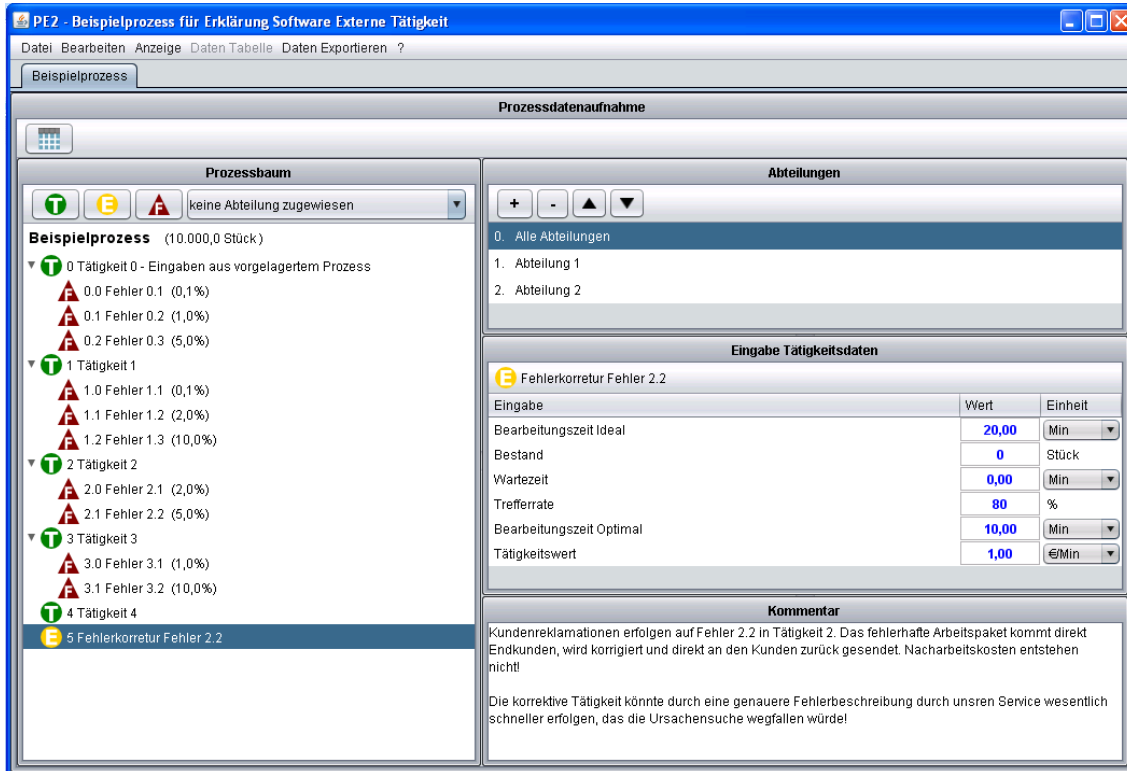 PE2 - Beispielprozess für Erklärung Software Externe Tätigkeit
Datei Bearbeiten Anzeige Daten Tabelle Daten Exportieren ?
Beispielprozess
Prozessdatenaufnahme
Prozessbaum
T E F keine Abteilung zugewiesen
Beispielprozess (10.000,0 Stück)
T 0 Tätigkeit 0 - Eingaben aus vorgelagertem Prozess
F 0.0 Fehler 0.1 (0,1%)
F 0.1 Fehler 0.2 (1,0%)
F 0.2 Fehler 0.3 (5,0%)
T 1 Tätigkeit 1
F 1.0 Fehler 1.1 (0,1%)
F 1.1 Fehler 1.2 (2,0%)
F 1.2 Fehler 1.3 (10,0%)
T 2 Tätigkeit 2
F 2.0 Fehler 2.1 (2,0%)
F 2.1 Fehler 2.2 (5,0%)
T 3 Tätigkeit 3
F 3.0 Fehler 3.1 (1,0%)
F 3.1 Fehler 3.2 (10,0%)
T 4 Tätigkeit 4
E 5 Fehlerkorretur Fehler 2.2
Abteilungen
+ - ▲ ▼
0. Alle Abteilungen
1. Abteilung 1
2. Abteilung 2
Eingabe Tätigkeitsdaten
E Fehlerkorretur Fehler 2.2
Eingabe Wert Einheit
Bearbeitungszeit Ideal 20,00 Min
Bestand 0 Stück
Wartezeit 0,00 Min
Trefferrate 80 %
Bearbeitungszeit Optimal 10,00 Min
Tätigkeitswert 1,00 €/Min
Kommentar
Kundenreklamationen erfolgen auf Fehler 2.2 in Tätigkeit 2. Das fehlerhafte Arbeitspaket kommt direkt
Endkunden, wird korrigiert und direkt an den Kunden zurück gesendet. Nacharbeitskosten entstehen
nicht!
Die korrektive Tätigkeit könnte durch eine genauere Fehlerbeschreibung durch unsren Service wesentlich
schneller erfolgen, das die Ursachensuche wegfallen würde!